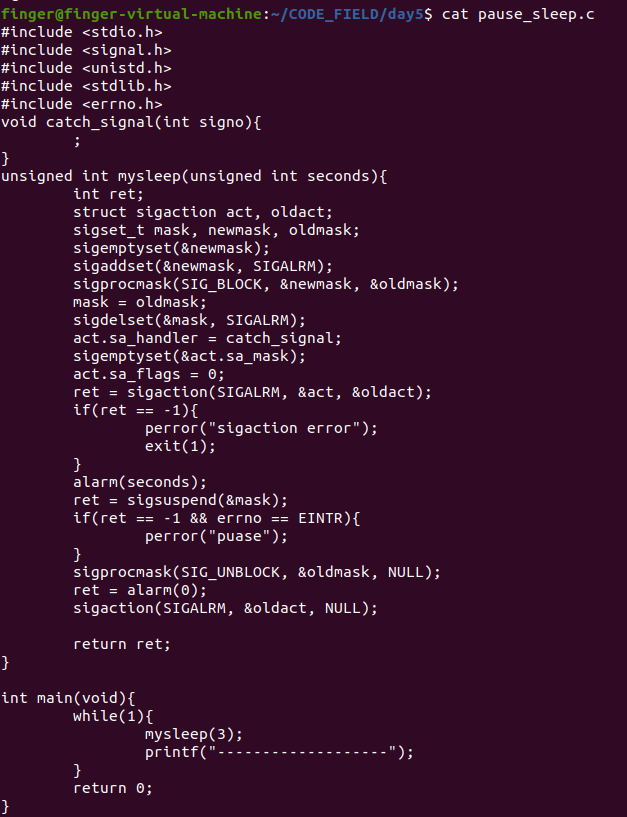 finger@finger-virtual-machine:~/CODE_FIELD/day5$ cat pause_sleep.c
#include <stdio.h>
#include <signal.h>
#include <unistd.h>
#include <stdlib.h>
#include <errno.h>
void catch_signal(int signo){
        ;
}
unsigned int mysleep(unsigned int seconds){
        int ret;
        struct sigaction act, oldact;
        sigset_t mask, newmask, oldmask;
        sigemptyset(&newmask);
        sigaddset(&newmask, SIGALRM);
        sigprocmask(SIG_BLOCK, &newmask, &oldmask);
        mask = oldmask;
        sigdelset(&mask, SIGALRM);
        act.sa_handler = catch_signal;
        sigemptyset(&act.sa_mask);
        act.sa_flags = 0;
        ret = sigaction(SIGALRM, &act, &oldact);
        if(ret == -1){
                perror("sigaction error");
                exit(1);
        }
        alarm(seconds);
        ret = sigsuspend(&mask);
        if(ret == -1 && errno == EINTR){
                perror("puase");
        }
        sigprocmask(SIG_UNBLOCK, &oldmask, NULL);
        ret = alarm(0);
        sigaction(SIGALRM, &oldact, NULL);

        return ret;
}

int main(void){
        while(1){
                mysleep(3);
                printf("-------------------");
        }
        return 0;
}